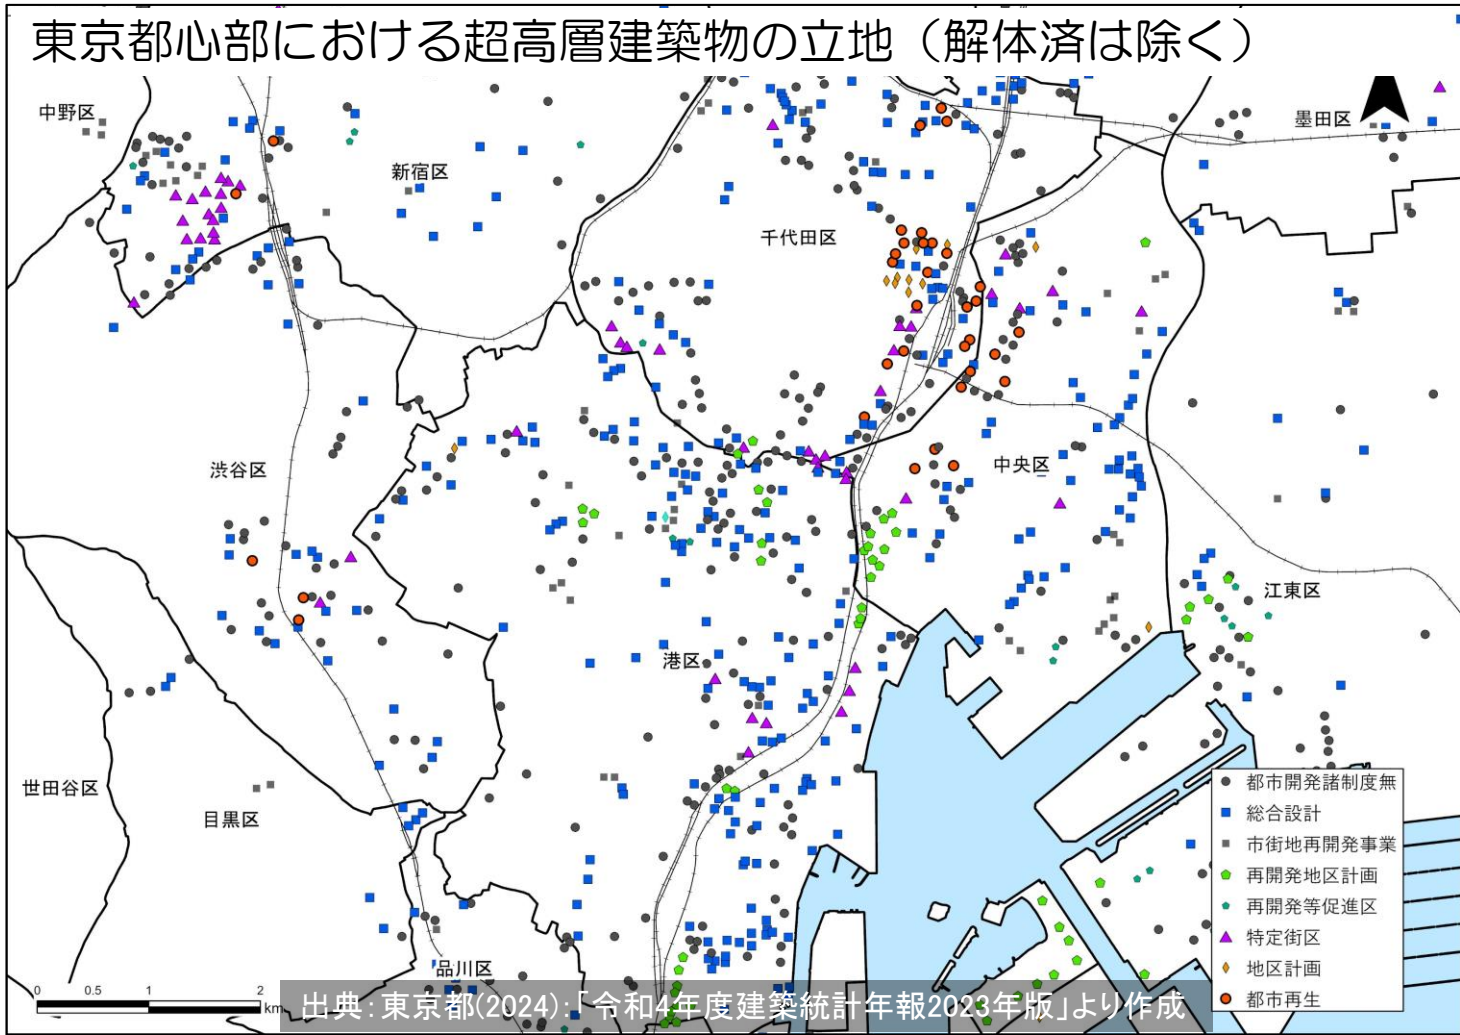 東京都心部における超高層建築物の立地（解体済は除く）
中野区
墨田区
新宿区
千代田区
渋谷区
中央区
江東区
港区
世田谷区
目黒区
品川区
都市開発諸制度無
総合設計
市街地再開発事業
再開発地区計画
再開発等促進区
特定街区
地区計画
都市再生
0 0.5 1 2
km
出典：東京都(2024)：「令和4年度建築統計年報2023年版」より作成